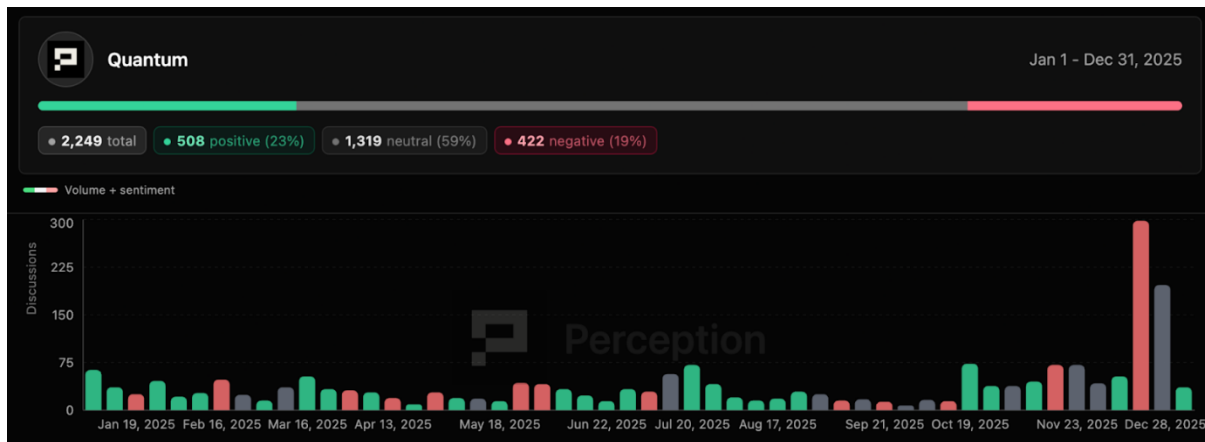 Quantum
Jan 1 - Dec 31, 2025
2,249 total 508 positive (23%) 1,319 neutral (59%) 422 negative (19%)
Volume + sentiment
Discussions
300
225
150
75
0
Perception
Jan 19, 2025 Feb 16, 2025 Mar 16, 2025 Apr 13, 2025 May 18, 2025 Jun 22, 2025 Jul 20, 2025 Aug 17, 2025 Sep 21, 2025 Oct 19, 2025 Nov 23, 2025 Dec 28, 2025